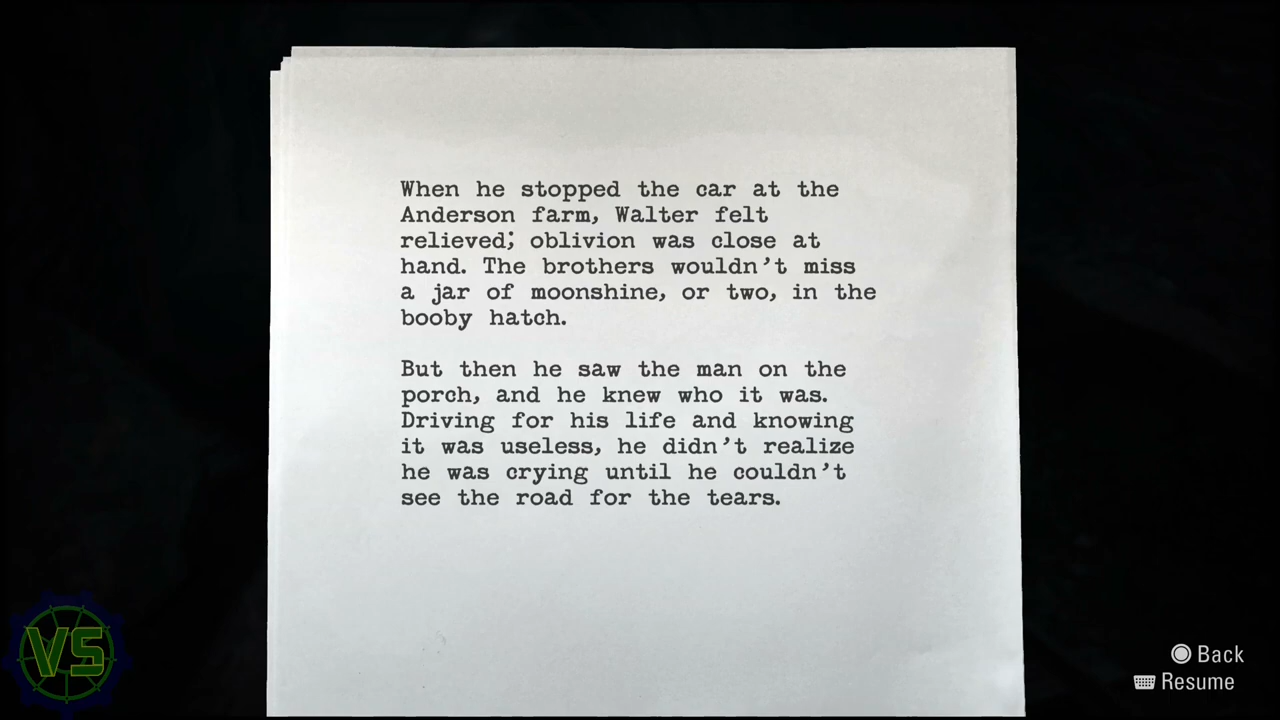 When he stopped the car at the
Anderson farm, Walter felt
relieved; oblivion was close at
hand. The brothers wouldn't miss
a jar of moonshine, or two, in the
booby hatch.
But then he saw the man on the
porch, and he knew who it was.
Driving for his life and knowing
it was useless, he didn't realize
he was crying until he couldn't
see the road for the tears.
VS
Back
Resume